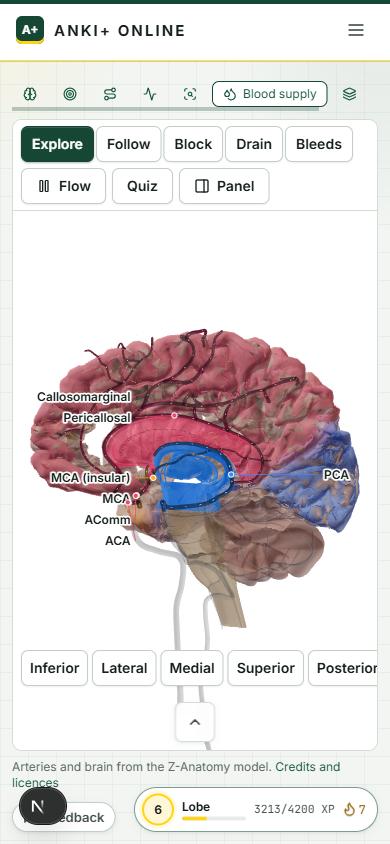 A+ ANKI+ ONLINE
Blood supply
Explore Follow Block Drain Bleeds
Flow Quiz Panel
Callosomarginal
Pericallosal
MCA (insular) PCA
MCA
AComm
ACA
Inferior Lateral Medial Superior Posterior
Arteries and brain from the Z-Anatomy model. Credits and
licences
N edback
6 Lobe 3213/4200 XP 7